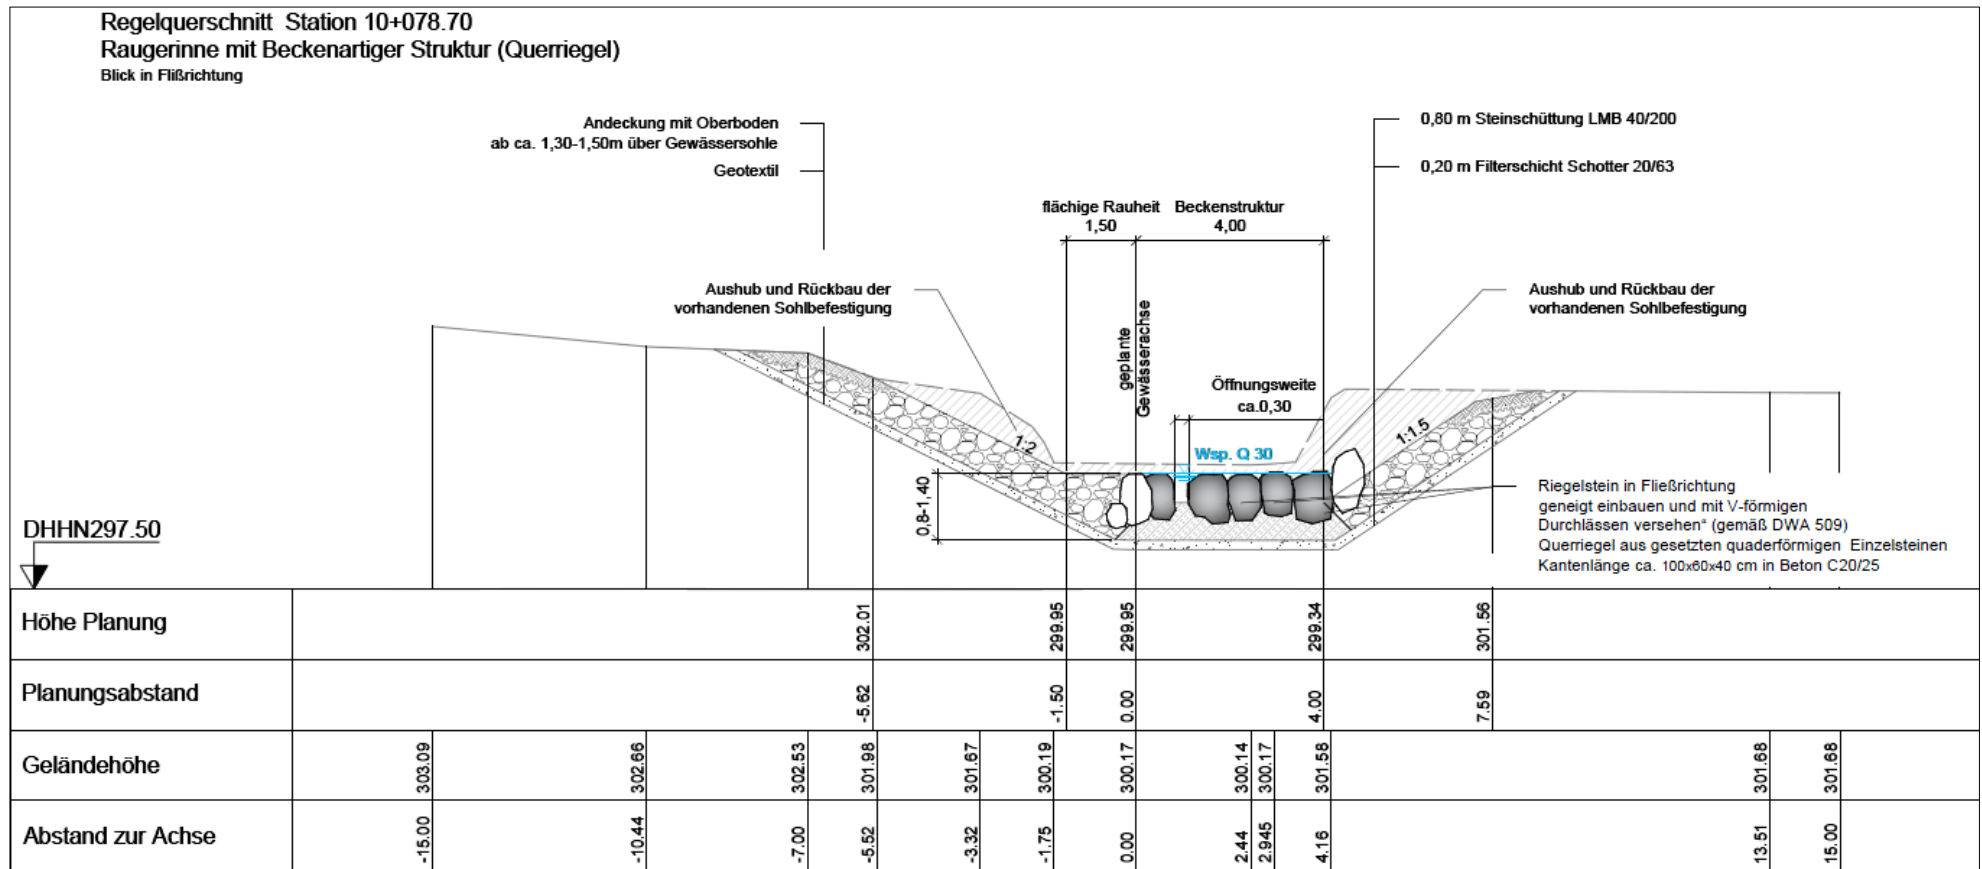 Regelquerschnitt Station 10+078.70
Raugerinne mit Beckenartiger Struktur (Querriegel)
Blick in Flißrichtung
Andeckung mit Oberboden
ab ca. 1,30-1,50m über Gewässersohle
Geotextil
0,80 m Steinschüttung LMB 40/200
0,20 m Filterschicht Schotter 20/63
flächige Rauheit
1,50
Beckenstruktur
4,00
Aushub und Rückbau der
vorhandenen Sohlbefestigung
Aushub und Rückbau der
vorhandenen Sohlbefestigung
geplante
Gewässerachse
Öffnungsweite
ca.0,30
1:2
1:1.5
Wsp. Q 30
0,8-1,40
Riegelstein in Fließrichtung
geneigt einbauen und mit V-förmigen
Durchlässen versehen" (gemäß DWA 509)
Querriegel aus gesetzten quaderförmigen Einzelsteinen
Kantenlänge ca. 100x60x40 cm in Beton C20/25
DHHN297.50
Höhe Planung 302.01 299.95 299.95 299.34 301.56
Planungsabstand -5.62 -1.50 0.00 4.00 7.59
Geländehöhe 303.09 302.66 302.53 301.98 301.67 300.19 300.17 300.14 300.17 301.58 301.68 301.68
Abstand zur Achse -15.00 -10.44 -7.00 -5.52 -3.32 -1.75 0.00 2.44 2.945 4.16 13.51 15.00